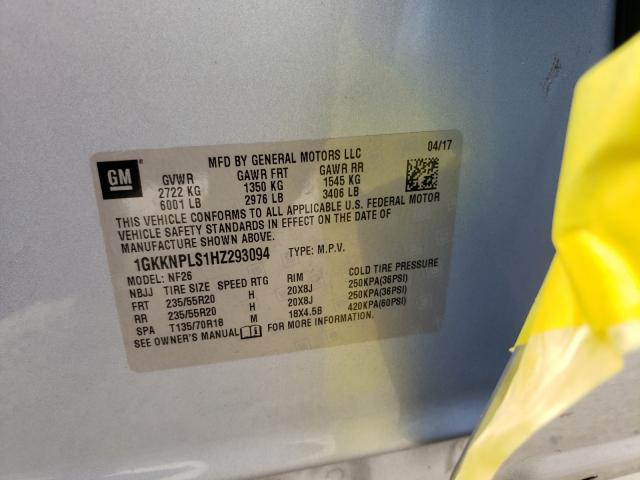 MFD BY GENERAL MOTORS LLC 04/17
GM
GVWR GAWR FRT GAWR RR
2722 KG 1350 KG 1545 KG
6001 LB 2976 LB 3406 LB
THIS VEHICLE CONFORMS TO ALL APPLICABLE U.S. FEDERAL MOTOR
VEHICLE SAFETY STANDARDS IN EFFECT ON THE DATE OF
MANUFACTURE SHOWN ABOVE.
1GKKNPLS1HZ293094 TYPE: M.P.V.
MODEL: NF26
NBJJ TIRE SIZE SPEED RTG RIM COLD TIRE PRESSURE
FRT 235/55R20 H 20X8J 250KPA(36PSI)
RR 235/55R20 H 20X8J 250KPA(36PSI)
SPA T135/70R18 M 18X4.5B 420KPA(60PSI)
SEE OWNER'S MANUAL FOR MORE INFORMATION.